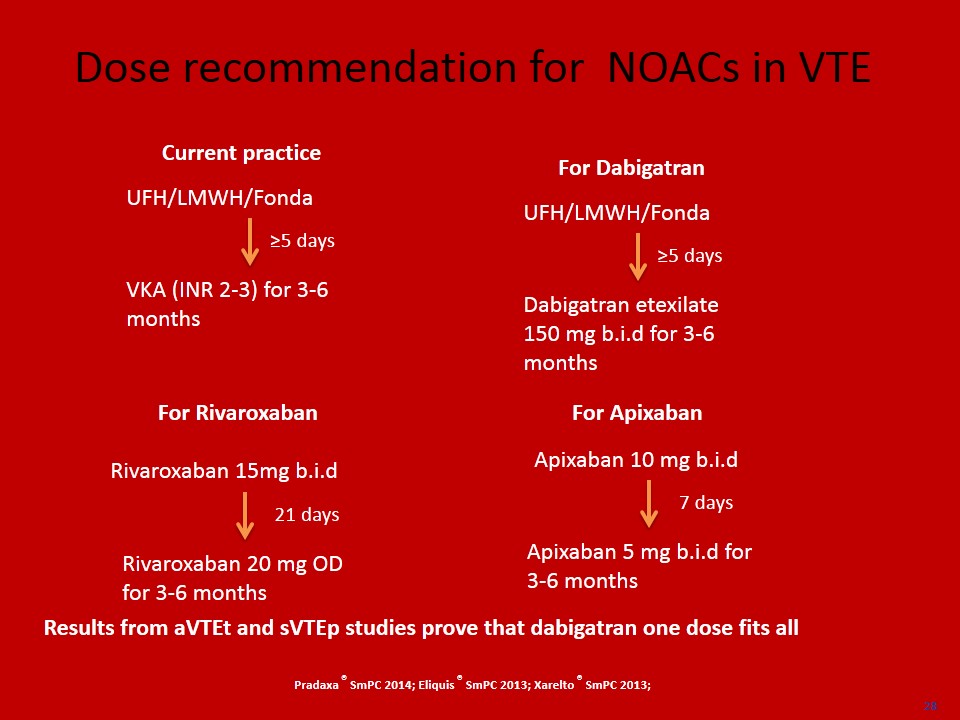 Dose recommendation for NOACs in VTE
Current practice
UFH/LMWH/Fonda
≥5 days
VKA (INR 2-3) for 3-6
months
For Dabigatran
UFH/LMWH/Fonda
≥5 days
Dabigatran etexilate
150 mg b.i.d for 3-6
months
For Rivaroxaban
Rivaroxaban 15mg b.i.d
21 days
Rivaroxaban 20 mg OD
for 3-6 months
For Apixaban
Apixaban 10 mg b.i.d
7 days
Apixaban 5 mg b.i.d for
3-6 months
Results from aVTEt and sVTEp studies prove that dabigatran one dose fits all
Pradaxa® SmPC 2014; Eliquis® SmPC 2013; Xarelto® SmPC 2013;
28